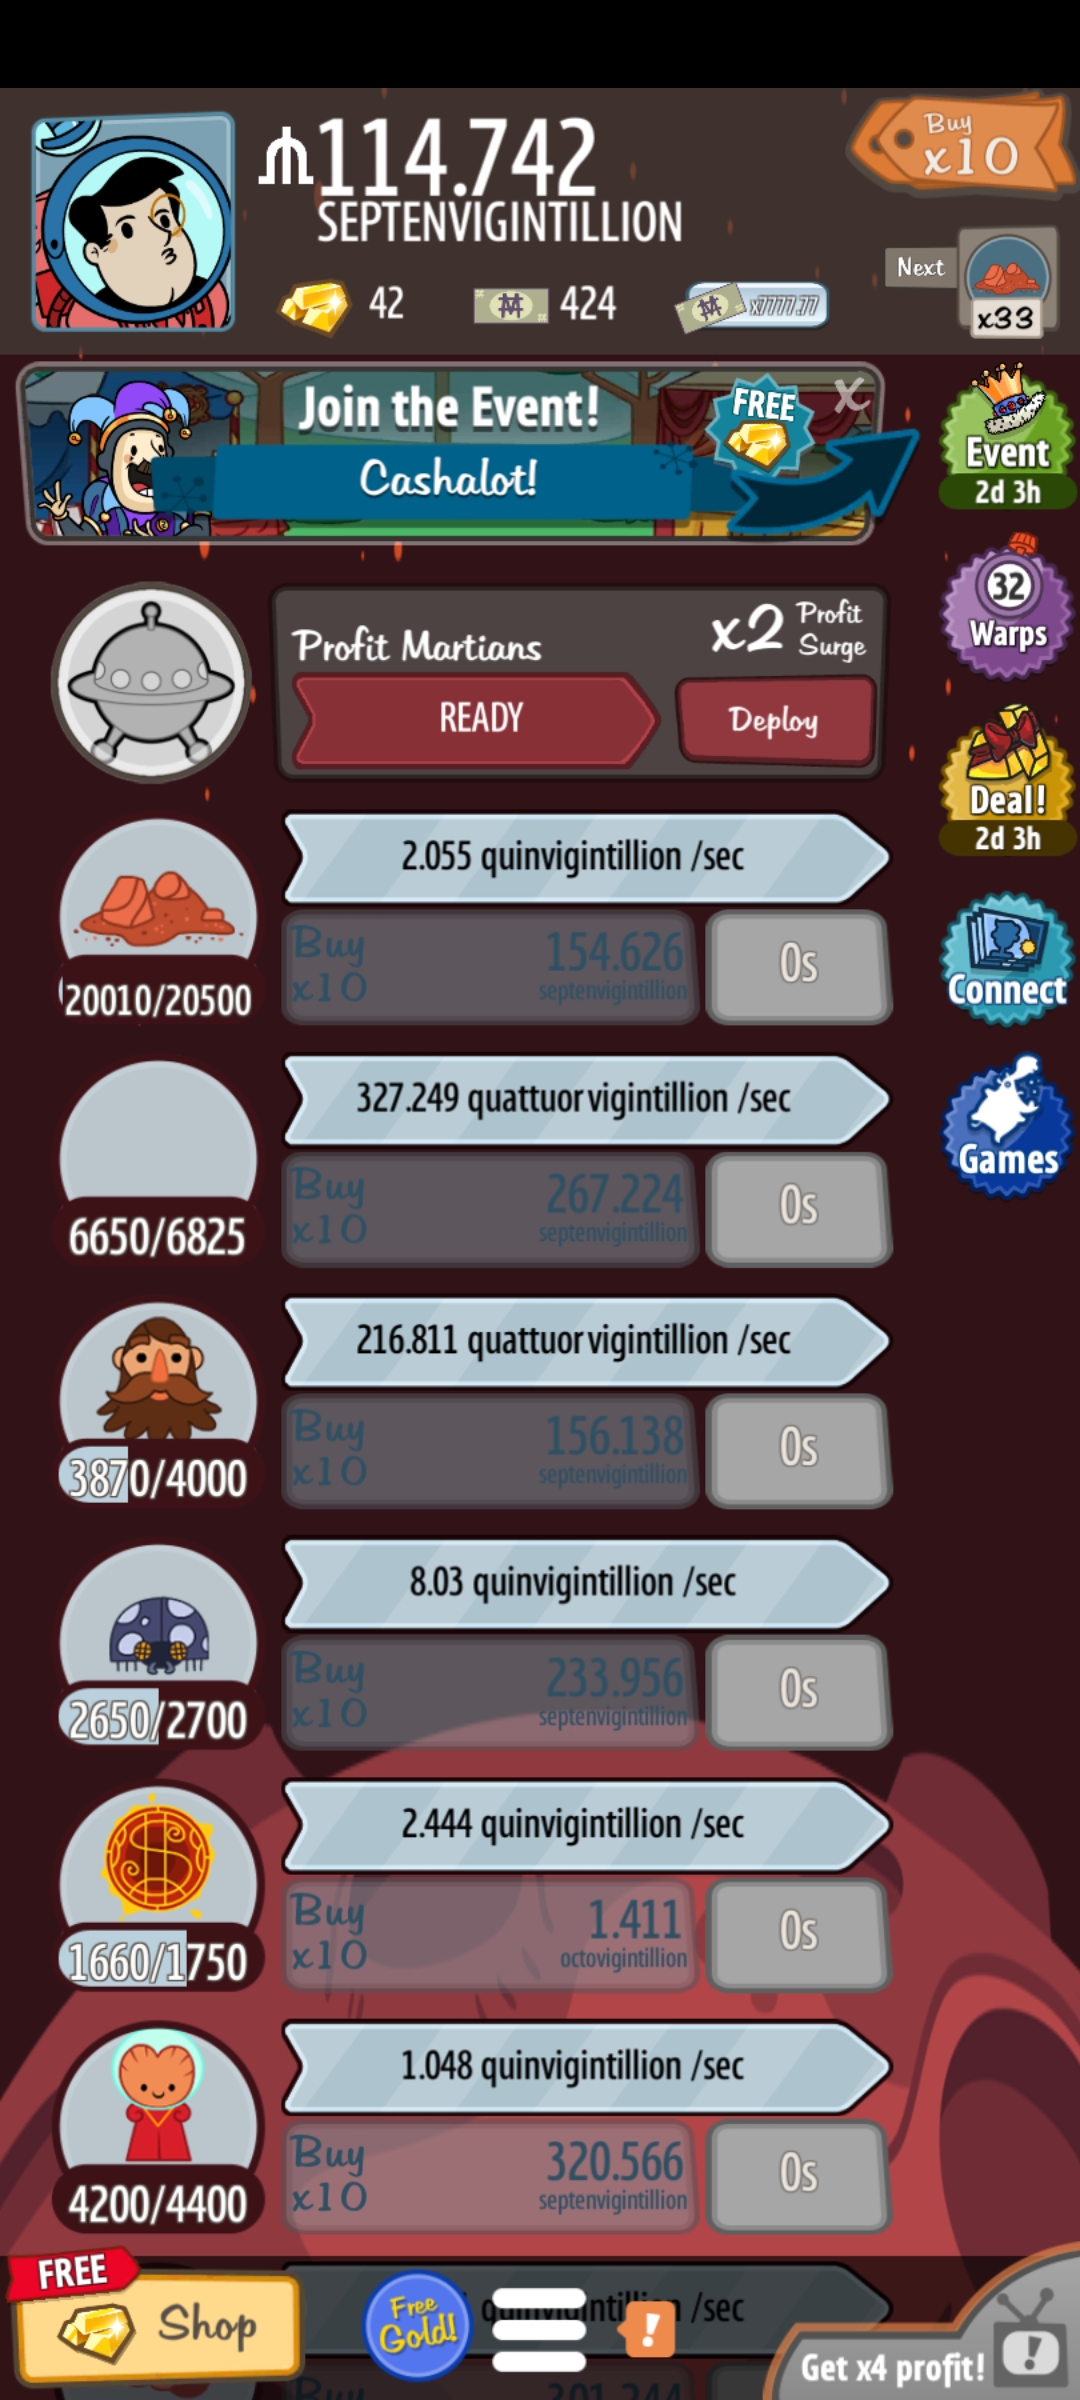 114.742
SEPTENVIGINTILLION
Buy
x10
42
424
x7777.77
Next
x33
Join the Event!
Cashalot!
FREE
X
Event
2d 3h
Profit Martians
x2 Profit Surge
READY
Deploy
32
Warps
Deal!
2d 3h
2.055 quinvigintillion /sec
Buy x10
154.626
septenvigintillion
0s
20010/20500
Connect
327.249 quattuorvigintillion /sec
Buy x10
267.224
septenvigintillion
0s
6650/6825
Games
216.811 quattuorvigintillion /sec
Buy x10
156.138
septenvigintillion
0s
3870/4000
8.03 quinvigintillion /sec
Buy x10
233.956
septenvigintillion
0s
2650/2700
2.444 quinvigintillion /sec
Buy x10
1.411
octovigintillion
0s
1660/1750
1.048 quinvigintillion /sec
Buy x10
320.566
septenvigintillion
0s
4200/4400
/sec
FREE
Shop
Free Gold!
!
Get x4 profit!
!
Buy
301.244